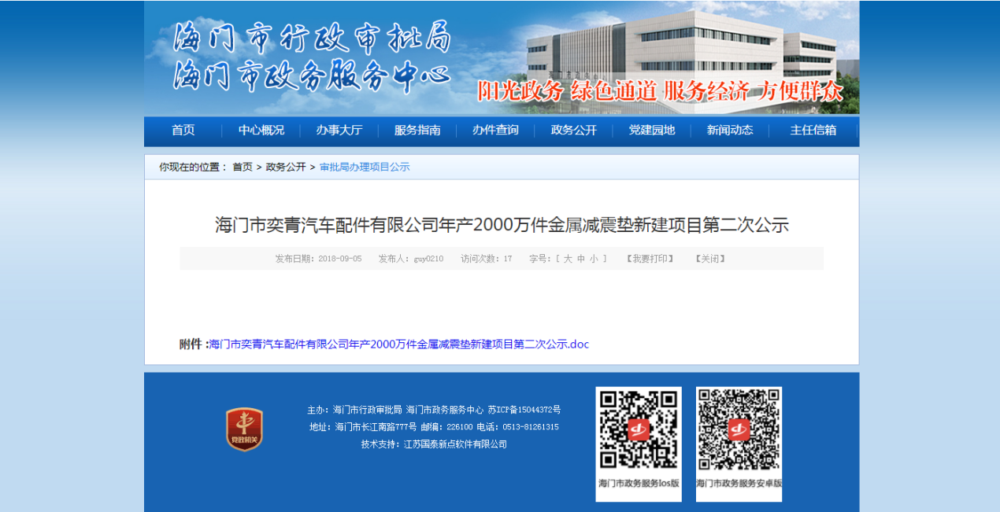 海门市行政审批局
海门市政务服务中心
阳光政务 绿色通道 服务经济 方便群众
首页 中心概况 办事大厅 服务指南 办件查询 政务公开 党建园地 新闻动态 主任信箱
你现在的位置： 首页 > 政务公开 > 审批局办理项目公示
海门市奕青汽车配件有限公司年产2000万件金属减震垫新建项目第二次公示
发布日期：2018-09-05 发布人：guy0210 访问次数：17 字号：[ 大 中 小 ] 【我要打印】 【关闭】
附件 :海门市奕青汽车配件有限公司年产2000万件金属减震垫新建项目第二次公示.doc
党政机关
主办：海门市行政审批局 海门市政务服务中心 苏ICP备15044372号
地址：海门市长江南路777号 邮编：226100 电话：0513-81261315
技术支持：江苏国泰新点软件有限公司
海门市政务服务Ios版
海门市政务服务安卓版